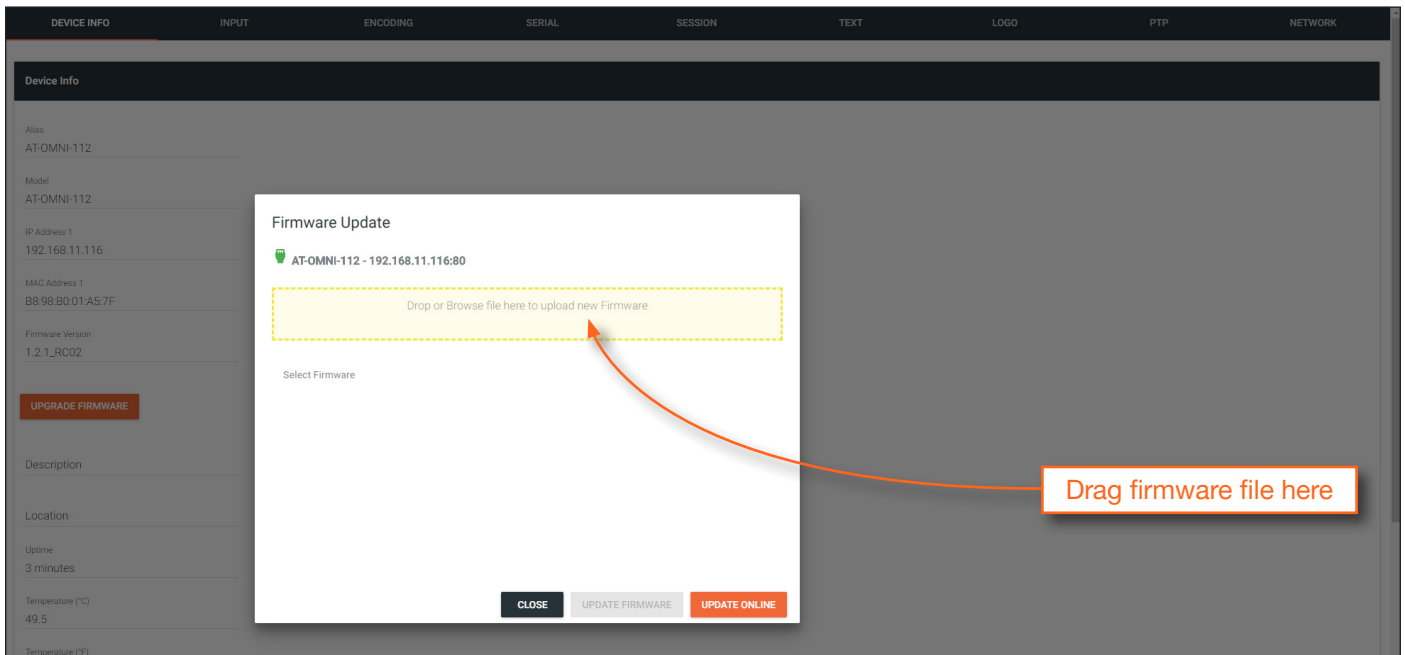 DEVICE INFO INPUT ENCODING SERIAL SESSION TEXT LOGO PTP NETWORK
Device Info
Alias
AT-OMNI-112
Model
AT-OMNI-112
IP Address 1
192.168.11.116
MAC Address 1
B8:98:B0:01:A5:7F
Firmware Version
1.2.1_RC02
UPGRADE FIRMWARE
Description
Location
Uptime
3 minutes
Temperature (°C)
49.5
Temperature (°F)
Firmware Update
AT-OMNI-112 - 192.168.11.116:80
Drop or Browse file here to upload new Firmware
Select Firmware
CLOSE UPDATE FIRMWARE UPDATE ONLINE
Drag firmware file here